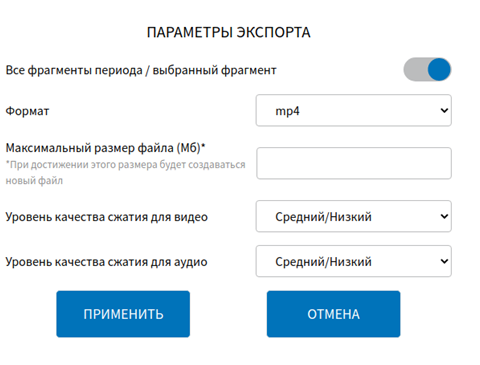 ПАРАМЕТРЫ ЭКСПОРТА
Все фрагменты периода / выбранный фрагмент
Формат
mp4
Максимальный размер файла (Мб)*
*При достижении этого размера будет создаваться
новый файл
Уровень качества сжатия для видео
Средний/Низкий
Уровень качества сжатия для аудио
Средний/Низкий
ПРИМЕНИТЬ
ОТМЕНА